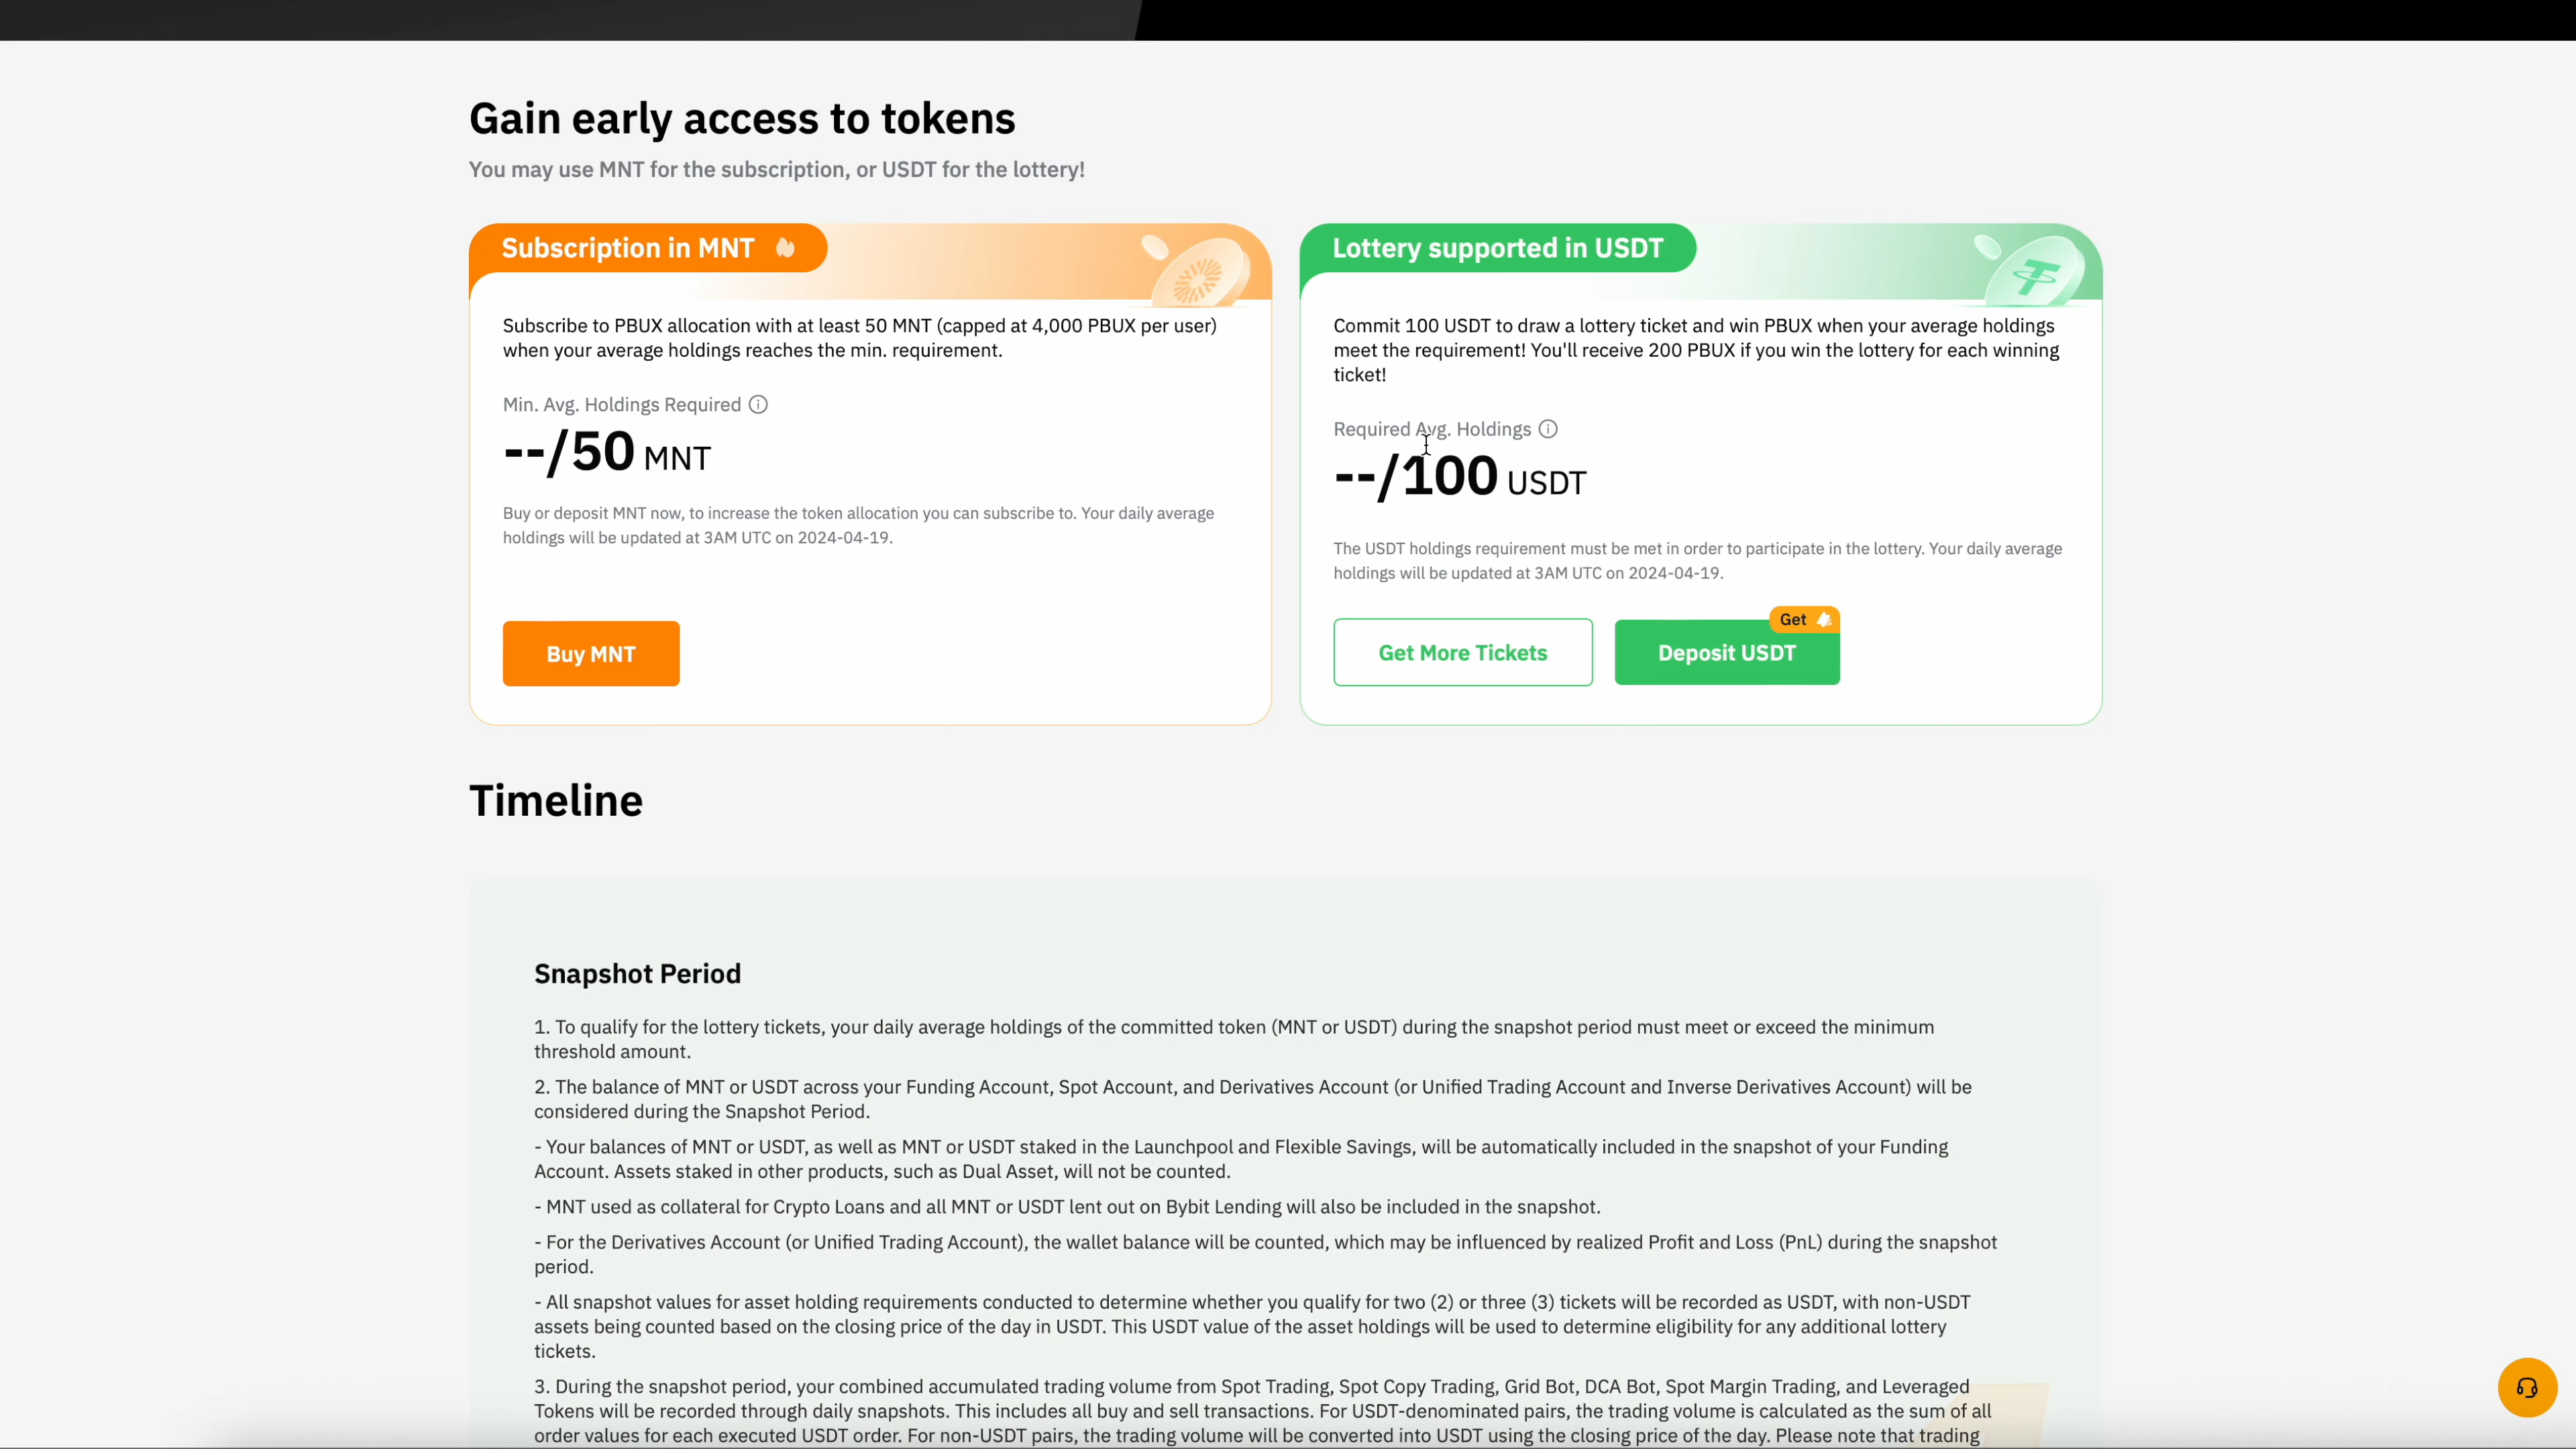 Gain early access to tokens
You may use MNT for the subscription, or USDT for the lottery!
Subscription in MNT
Subscribe to PBUX allocation with at least 50 MNT (capped at 4,000 PBUX per user)
when your average holdings reaches the min. requirement.
Min. Avg. Holdings Required
--/50 MNT
Buy or deposit MNT now, to increase the token allocation you can subscribe to. Your daily average
holdings will be updated at 3AM UTC on 2024-04-19.
Buy MNT
Lottery supported in USDT
Commit 100 USDT to draw a lottery ticket and win PBUX when your average holdings
meet the requirement! You'll receive 200 PBUX if you win the lottery for each winning
ticket!
Required Avg. Holdings
--/100 USDT
The USDT holdings requirement must be met in order to participate in the lottery. Your daily average
holdings will be updated at 3AM UTC on 2024-04-19.
Get More Tickets
Get
Deposit USDT
Timeline
Snapshot Period
1. To qualify for the lottery tickets, your daily average holdings of the committed token (MNT or USDT) during the snapshot period must meet or exceed the minimum
threshold amount.
2. The balance of MNT or USDT across your Funding Account, Spot Account, and Derivatives Account (or Unified Trading Account and Inverse Derivatives Account) will be
considered during the Snapshot Period.
- Your balances of MNT or USDT, as well as MNT or USDT staked in the Launchpool and Flexible Savings, will be automatically included in the snapshot of your Funding
Account. Assets staked in other products, such as Dual Asset, will not be counted.
- MNT used as collateral for Crypto Loans and all MNT or USDT lent out on Bybit Lending will also be included in the snapshot.
- For the Derivatives Account (or Unified Trading Account), the wallet balance will be counted, which may be influenced by realized Profit and Loss (PnL) during the snapshot
period.
- All snapshot values for asset holding requirements conducted to determine whether you qualify for two (2) or three (3) tickets will be recorded as USDT, with non-USDT
assets being counted based on the closing price of the day in USDT. This USDT value of the asset holdings will be used to determine eligibility for any additional lottery
tickets.
3. During the snapshot period, your combined accumulated trading volume from Spot Trading, Spot Copy Trading, Grid Bot, DCA Bot, Spot Margin Trading, and Leveraged
Tokens will be recorded through daily snapshots. This includes all buy and sell transactions. For USDT-denominated pairs, the trading volume is calculated as the sum of all
order values for each executed USDT order. For non-USDT pairs, the trading volume will be converted into USDT using the closing price of the day. Please note that trading